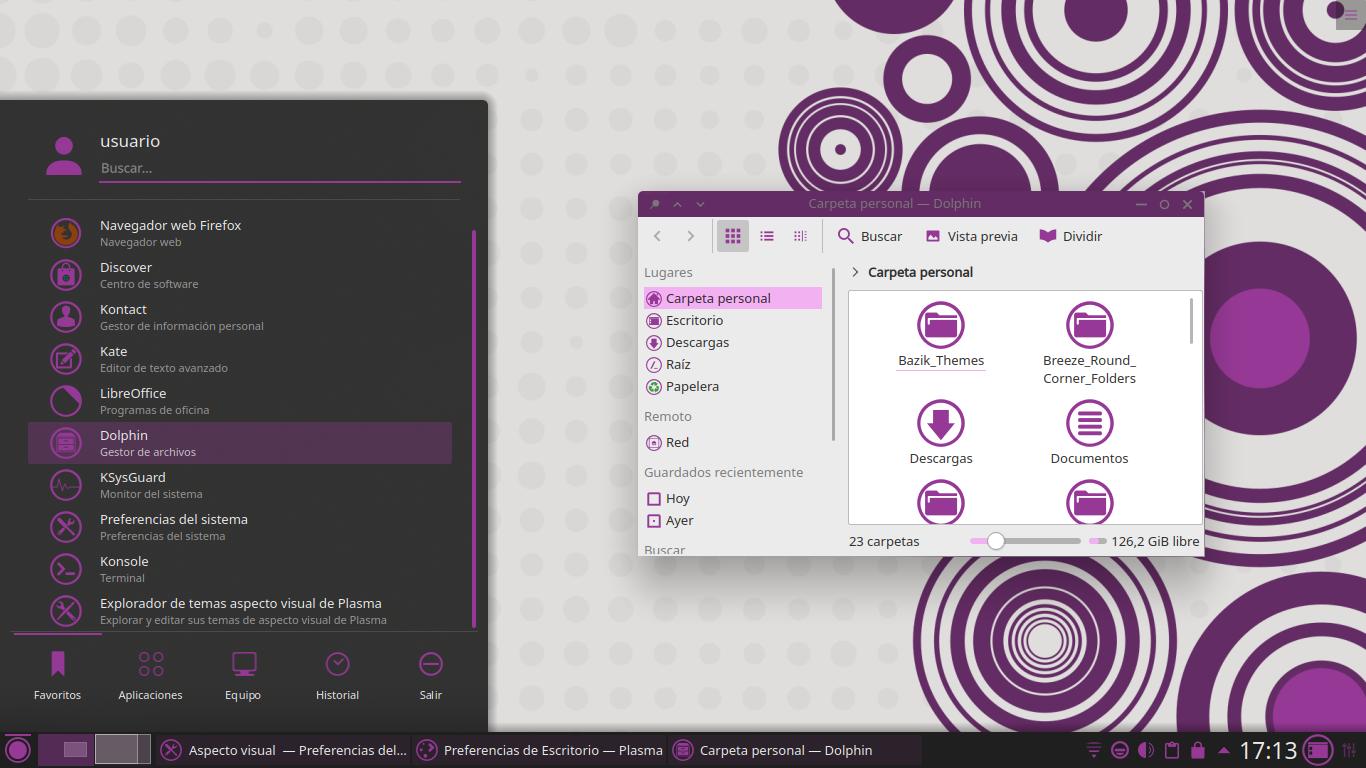 usuario
Buscar...
Navegador web Firefox
Navegador web
Discover
Centro de software
Kontact
Gestor de información personal
Kate
Editor de texto avanzado
LibreOffice
Programas de oficina
Dolphin
Gestor de archivos
KSysGuard
Monitor del sistema
Preferencias del sistema
Preferencias del sistema
Konsole
Terminal
Explorador de temas aspecto visual de Plasma
Explorar y editar sus temas de aspecto visual de Plasma
Favoritos
Aplicaciones
Equipo
Historial
Salir
Carpeta personal — Dolphin
Buscar
Vista previa
Dividir
Lugares
Carpeta personal
Escritorio
Descargas
Raíz
Papelera
Remoto
Red
Guardados recientemente
Hoy
Ayer
Buscar
Carpeta personal
Bazik_Themes
Breeze_Round_
Corner_Folders
Descargas
Documentos
23 carpetas
126,2 GiB libre
Aspecto visual — Preferencias del...
Preferencias de Escritorio — Plasma
Carpeta personal — Dolphin
17:13